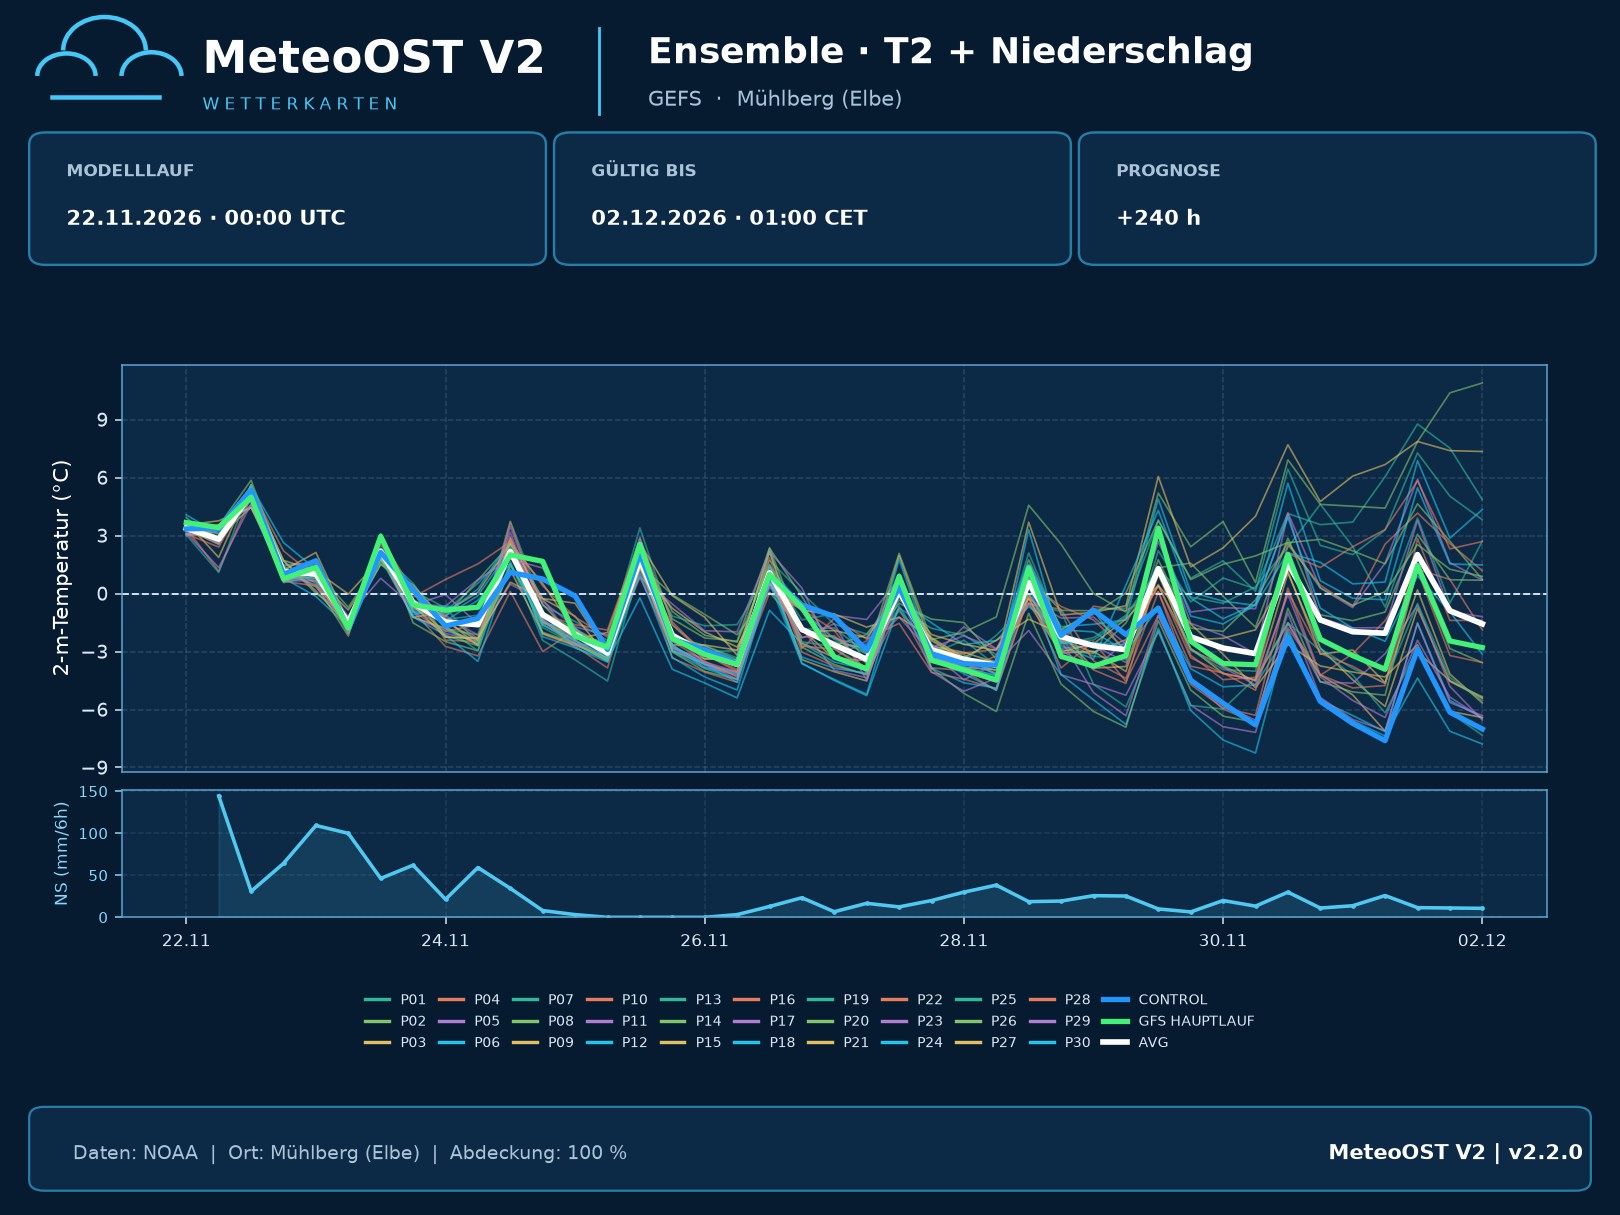 MeteoOST V2
WETTERKARTEN
Ensemble · T2 + Niederschlag
GEFS · Mühlberg (Elbe)
MODELLLAUF
22.11.2026 · 00:00 UTC
GÜLTIG BIS
02.12.2026 · 01:00 CET
PROGNOSE
+240 h
2-m-Temperatur (°C)
9
6
3
0
−3
−6
−9
NS (mm/6h)
150
100
50
0
22.11 24.11 26.11 28.11 30.11 02.12
P01 P04 P07 P10 P13 P16 P19 P22 P25 P28 CONTROL
P02 P05 P08 P11 P14 P17 P20 P23 P26 P29 GFS HAUPTLAUF
P03 P06 P09 P12 P15 P18 P21 P24 P27 P30 AVG
Daten: NOAA | Ort: Mühlberg (Elbe) | Abdeckung: 100 %
MeteoOST V2 | v2.2.0